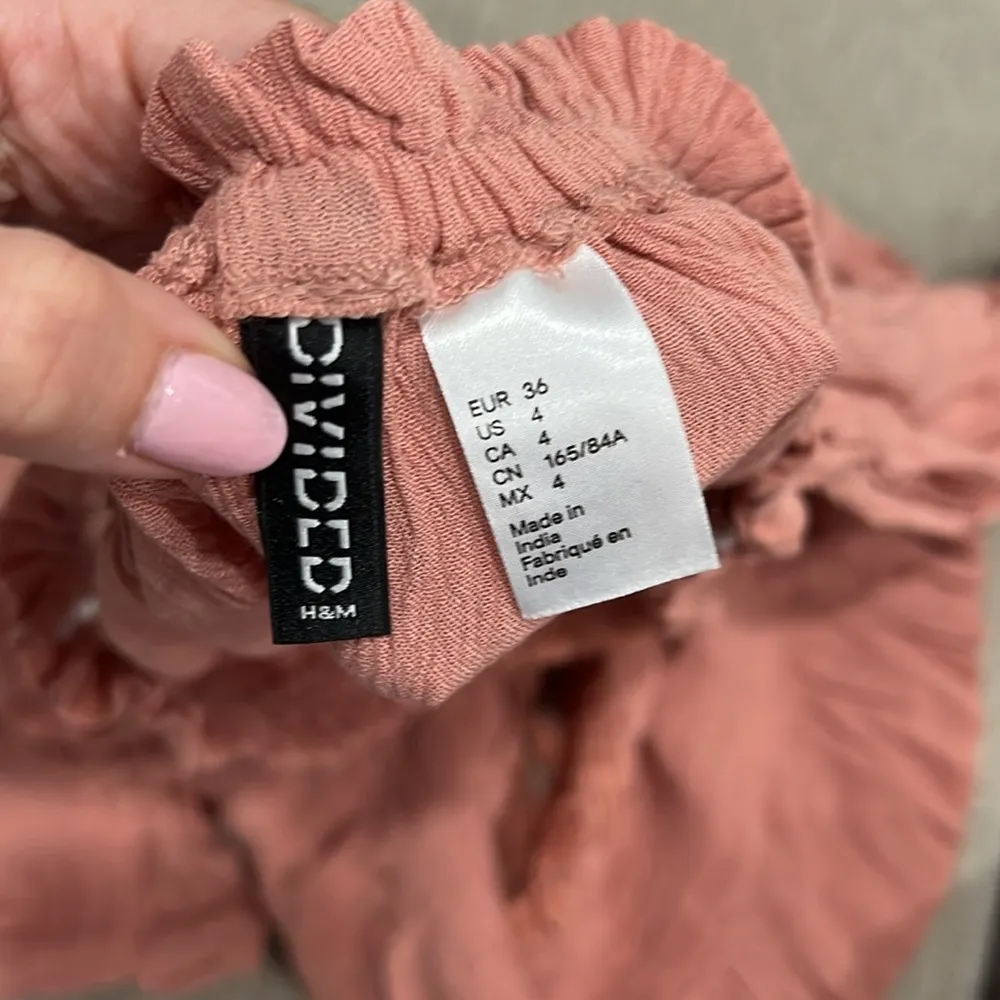 DIVIDED
H&M
EUR 36
US 4
CA 4
CN 165/84A
MX 4
Made in
India
Fabriqué en
Inde